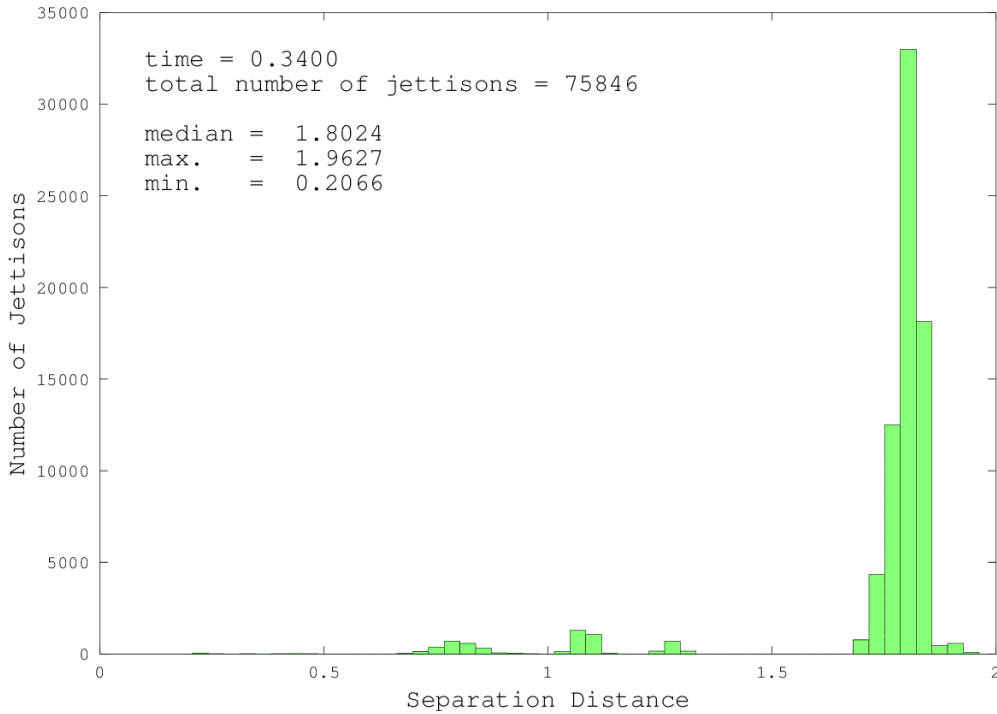 35000
30000
25000
20000
15000
10000
5000
0
Number of Jettisons
time = 0.3400
total number of jettisons = 75846
median = 1.8024
max. = 1.9627
min. = 0.2066
0 0.5 1 1.5 2
Separation Distance